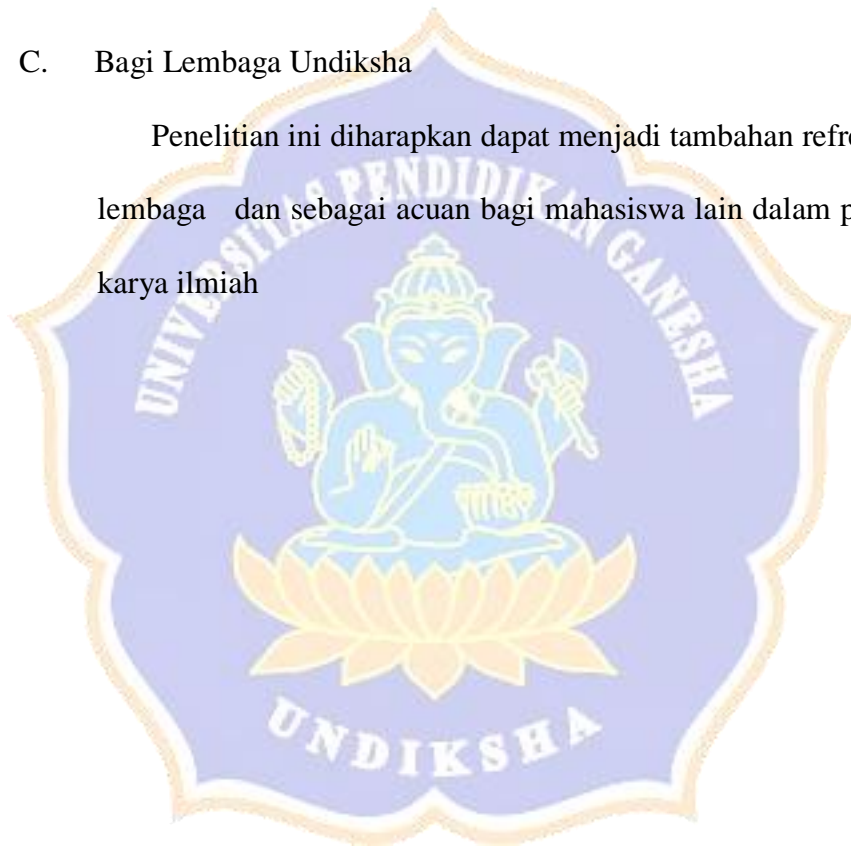 C. Bagi Lembaga Undiksha
Penelitian ini diharapkan dapat menjadi tambahan
lembaga dan sebagai acuan bagi mahasiswa lain dalam
karya ilmiah
UNIVERSITAS PENDIDIKAN GANESHA
UNDIKSHA